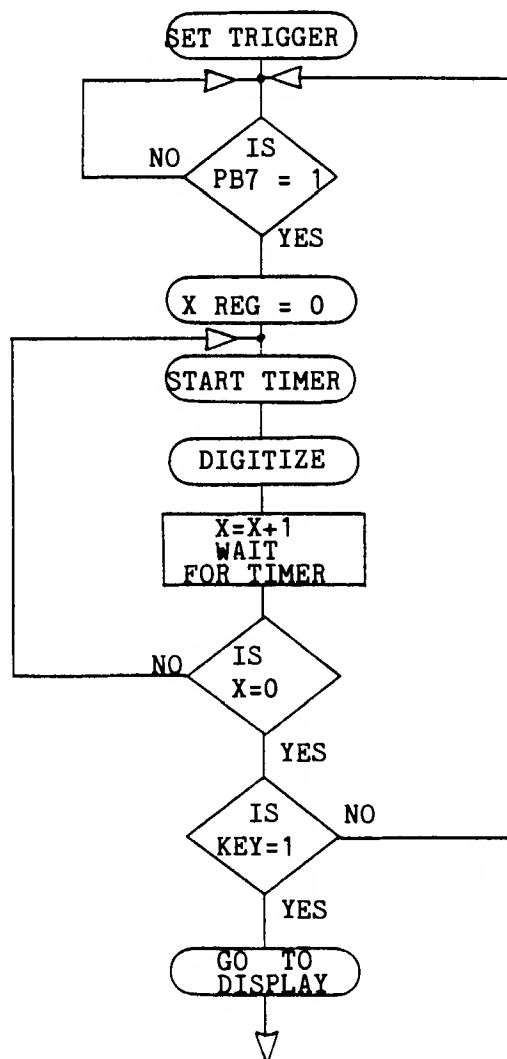 SET TRIGGER
IS
NO
PB7 = 1
YES
X REG = 0
START TIMER
DIGITIZE
X=X+1
WAIT
FOR TIMER
IS
NO
X=0
YES
IS
NO
KEY=1
YES
GO TO
DISPLAY